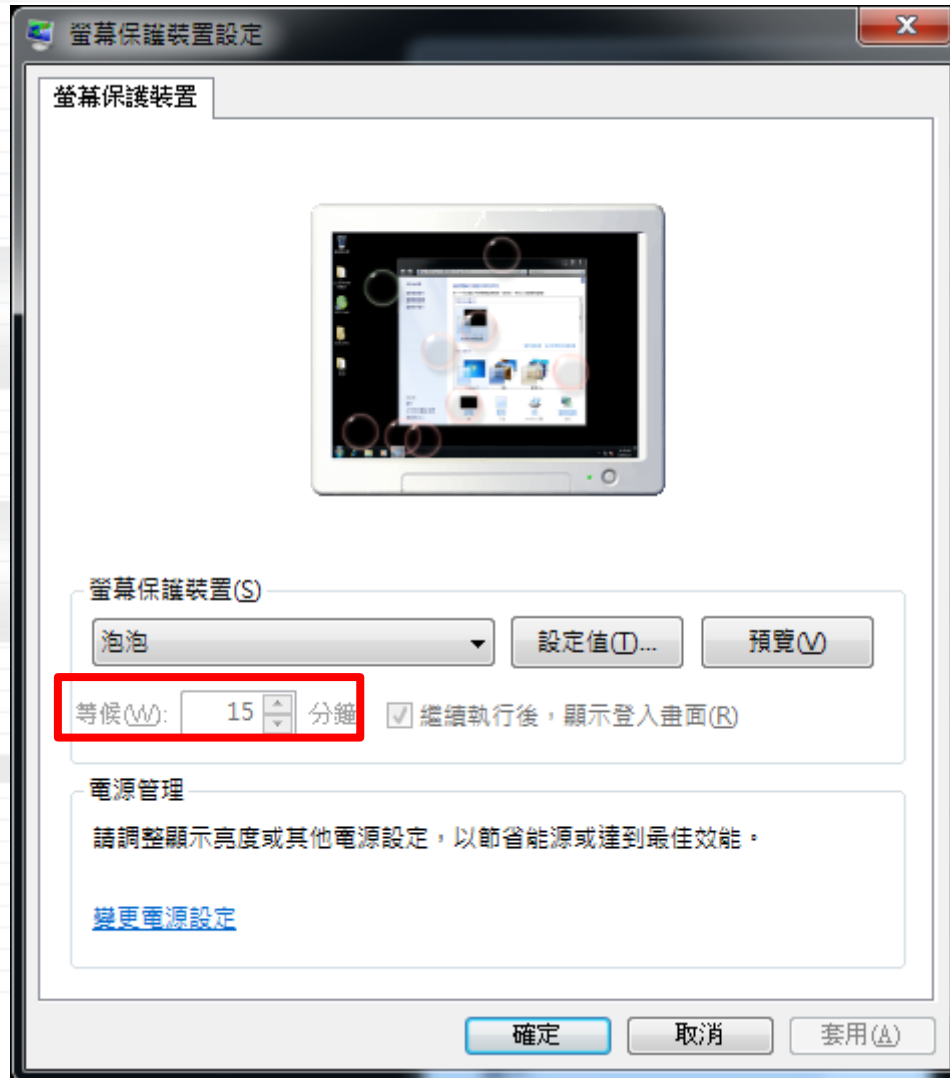 螢幕保護裝置設定
螢幕保護裝置
螢幕保護裝置(S)
泡泡
設定值(T)...
預覽(V)
等候(W): 15 分鐘 繼續執行後，顯示登入畫面(R)
電源管理
請調整顯示亮度或其他電源設定，以節省能源或達到最佳效能。
變更電源設定
確定
取消
套用(A)